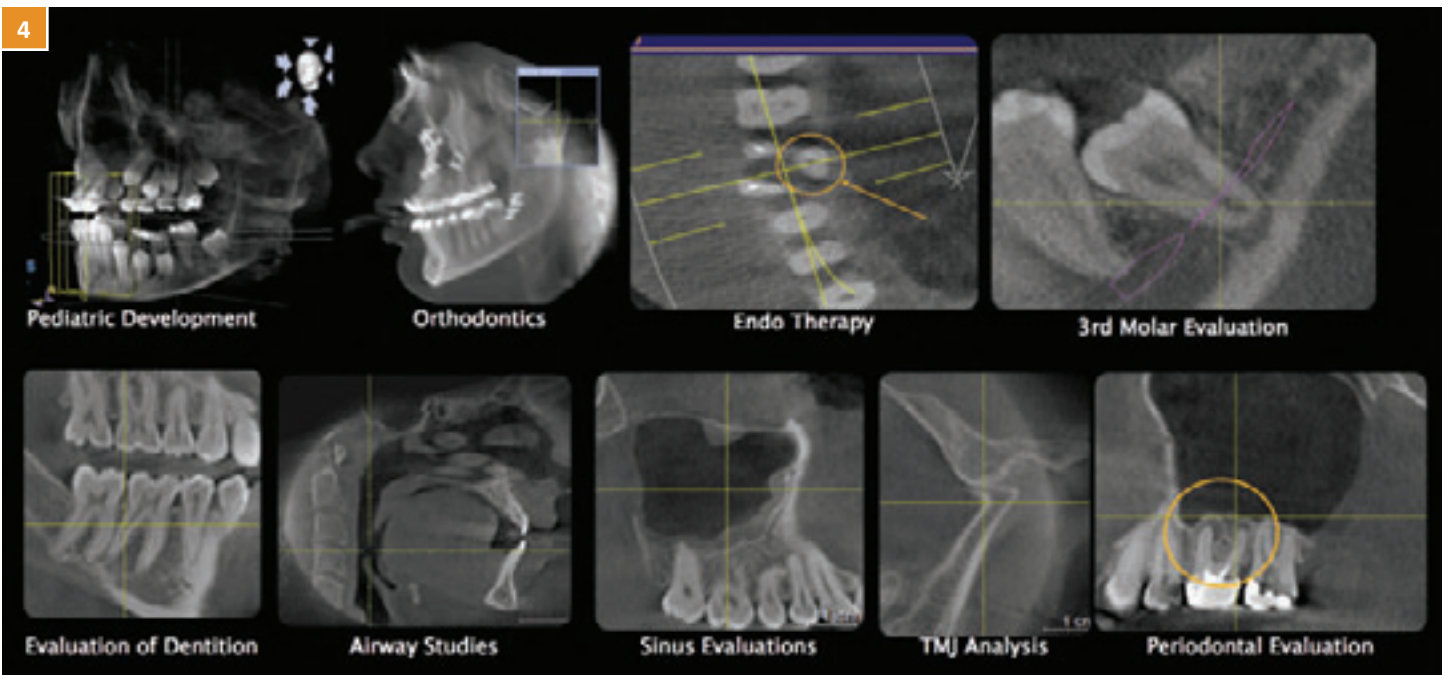 4
Pediatric Development
Orthodontics
Endo Therapy
3rd Molar Evaluation
Evaluation of Dentition
Airway Studies
Sinus Evaluations
TMJ Analysis
Periodontal Evaluation
1 cm
S